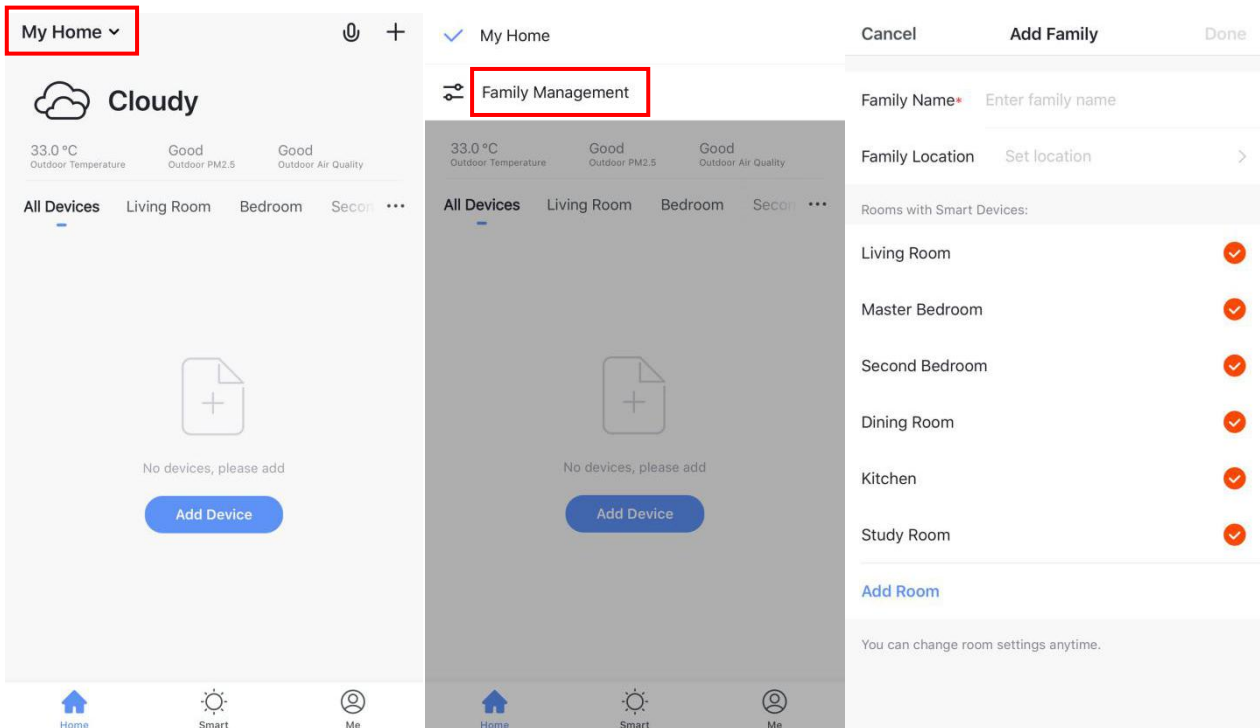 My Home
Cloudy
33.0 °C Good Good
Outdoor Temperature Outdoor PM2.5 Outdoor Air Quality
All Devices Living Room Bedroom Secon ...
No devices, please add
Add Device
Home Smart Me
My Home
Family Management
33.0 °C Good Good
Outdoor Temperature Outdoor PM2.5 Outdoor Air Quality
All Devices Living Room Bedroom Secon ...
No devices, please add
Add Device
Home Smart Me
Cancel Add Family Done
Family Name* Enter family name
Family Location Set location
Rooms with Smart Devices:
Living Room
Master Bedroom
Second Bedroom
Dining Room
Kitchen
Study Room
Add Room
You can change room settings anytime.